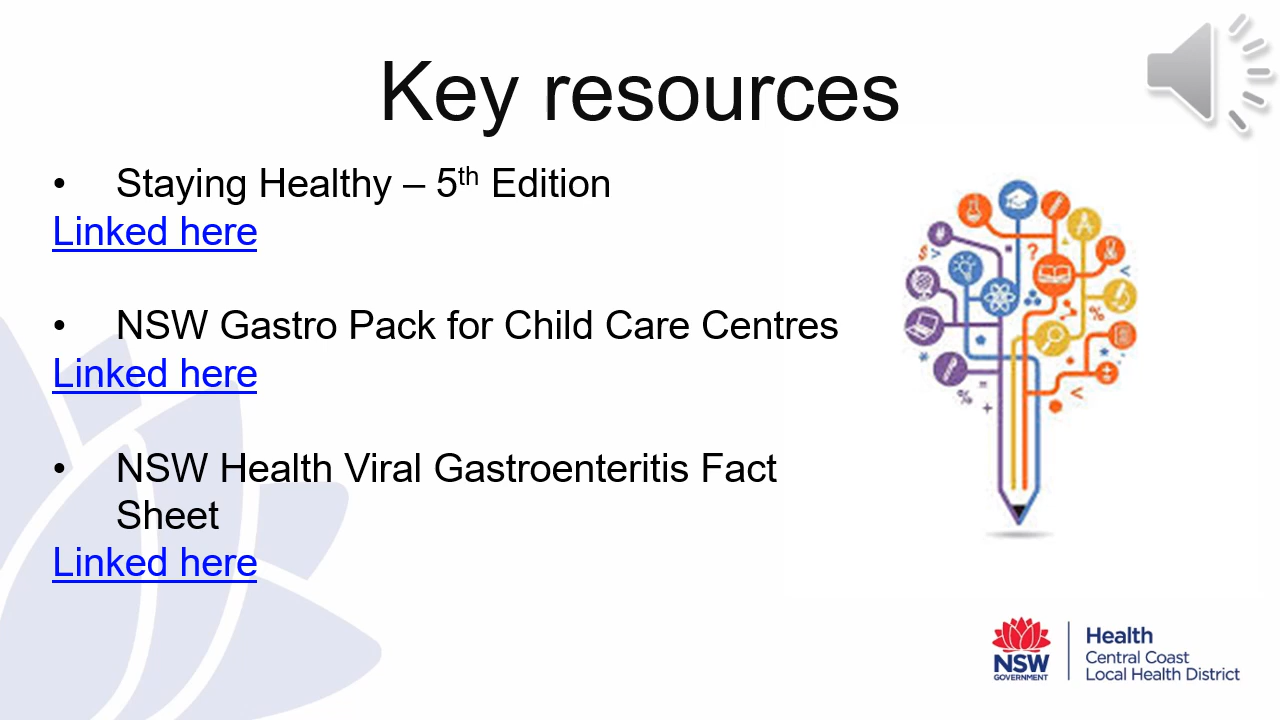 Key resources
• Staying Healthy – 5th Edition
Linked here
• NSW Gastro Pack for Child Care Centres
Linked here
• NSW Health Viral Gastroenteritis Fact
Sheet
Linked here
NSW
GOVERNMENT
Health
Central Coast
Local Health District